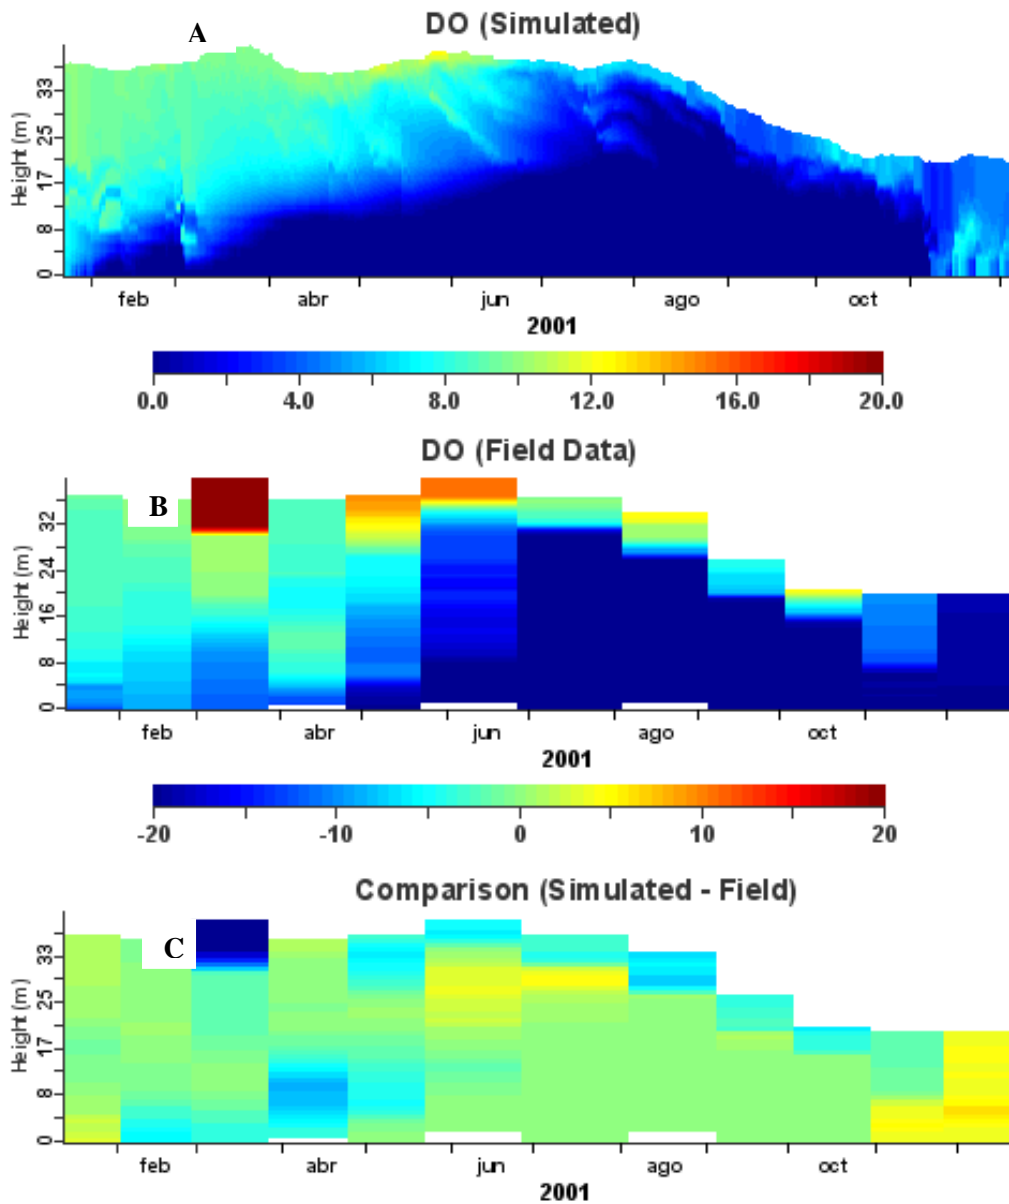 DO (Simulated)
A
Height (m)
33
25
17
8
0
feb abr jun ago oct
2001
0.0 4.0 8.0 12.0 16.0 20.0
DO (Field Data)
B
Height (m)
32
24
16
8
0
feb abr jun ago oct
2001
-20 -10 0 10 20
Comparison (Simulated - Field)
C
Height (m)
33
25
17
8
0
feb abr jun ago oct
2001